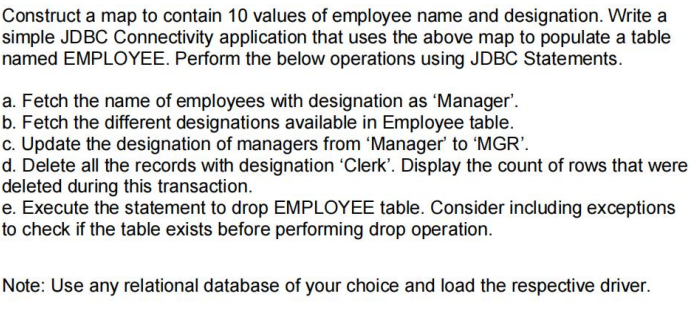 Construct a map to contain 10 values of employee name and designation. Write a
simple JDBC Connectivity application that uses the above map to populate a table
named EMPLOYEE. Perform the below operations using JDBC Statements.
a. Fetch the name of employees with designation as ‘Manager’.
b. Fetch the different designations available in Employee table.
c. Update the designation of managers from ‘Manager’ to ‘MGR’.
d. Delete all the records with designation ‘Clerk’. Display the count of rows that were
deleted during this transaction.
e. Execute the statement to drop EMPLOYEE table. Consider including exceptions
to check if the table exists before performing drop operation.
Note: Use any relational database of your choice and load the respective driver.